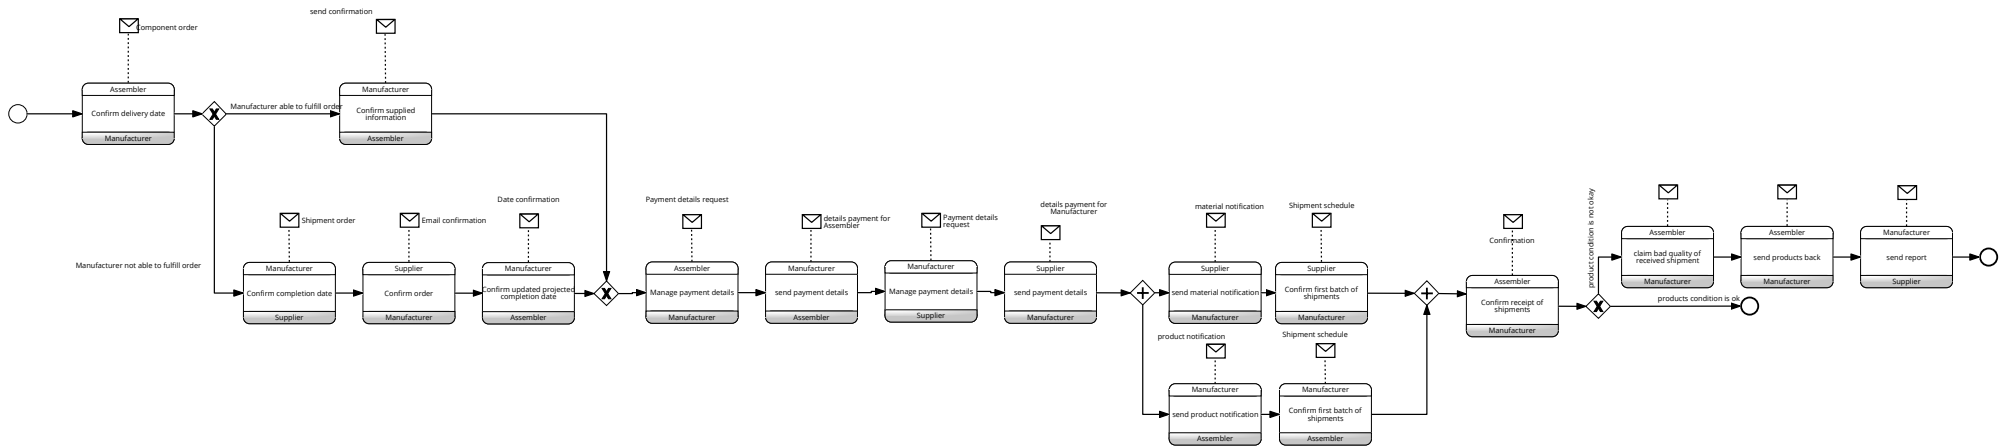 Component order
Assembler
Confirm delivery date
Manufacturer
send confirmation
Manufacturer able to fulfill order
Manufacturer
Confirm supplied
information
Assembler
Manufacturer not able to fulfill order
Shipment order
Manufacturer
Confirm completion date
Supplier
Email confirmation
Supplier
Confirm order
Manufacturer
Date confirmation
Manufacturer
Confirm updated projected
completion date
Assembler
Payment details request
Assembler
Manage payment details
Manufacturer
details payment for
Assembler
Manufacturer
send payment details
Assembler
Payment details
request
Manufacturer
Manage payment details
Supplier
details payment for
Manufacturer
Supplier
send payment details
Manufacturer
material notification
Supplier
send material notification
Manufacturer
Shipment schedule
Supplier
Confirm first batch of
shipments
Manufacturer
product notification
Manufacturer
send product notification
Assembler
Shipment schedule
Manufacturer
Confirm first batch of
shipments
Assembler
Confirmation
Assembler
Confirm receipt of
shipments
Manufacturer
product condition is not okay
Assembler
claim bad quality of
received shipment
Manufacturer
Assembler
send products back
Manufacturer
Manufacturer
send report
Supplier
products condition is ok